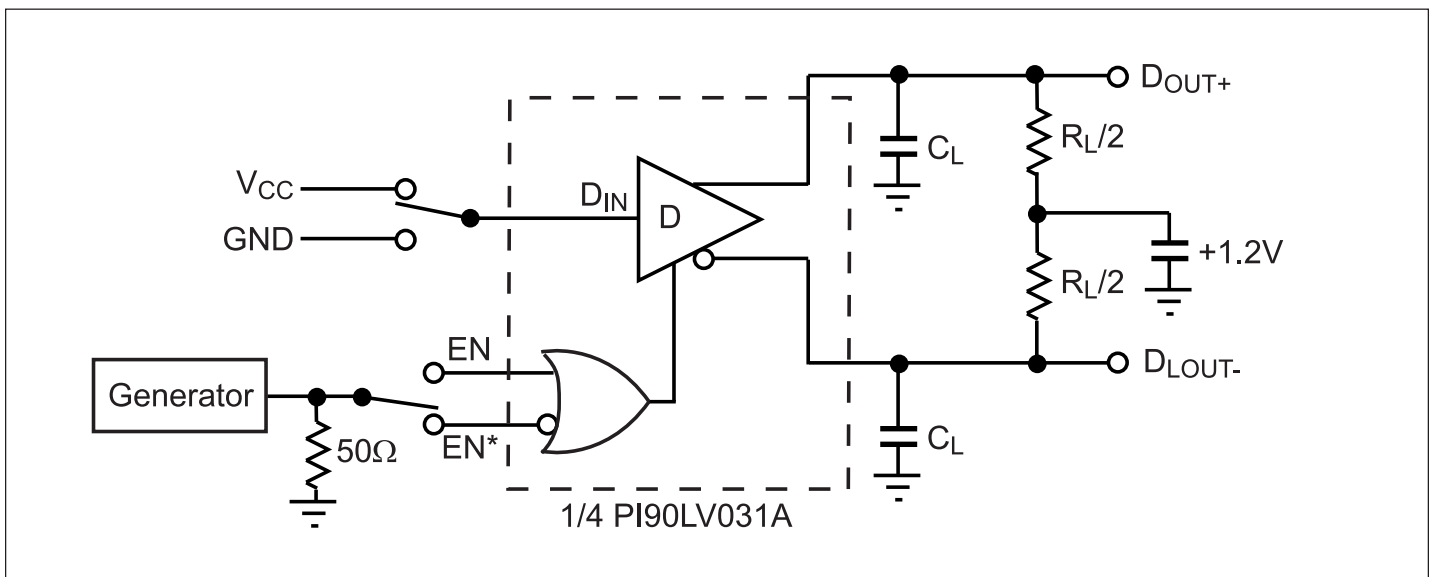 D_OUT+
C_L
R_L/2
V_CC
D_IN
D
GND
+1.2V
R_L/2
EN
D_LOUT-
Generator
50Ω
EN*
C_L
1/4 PI90LV031A